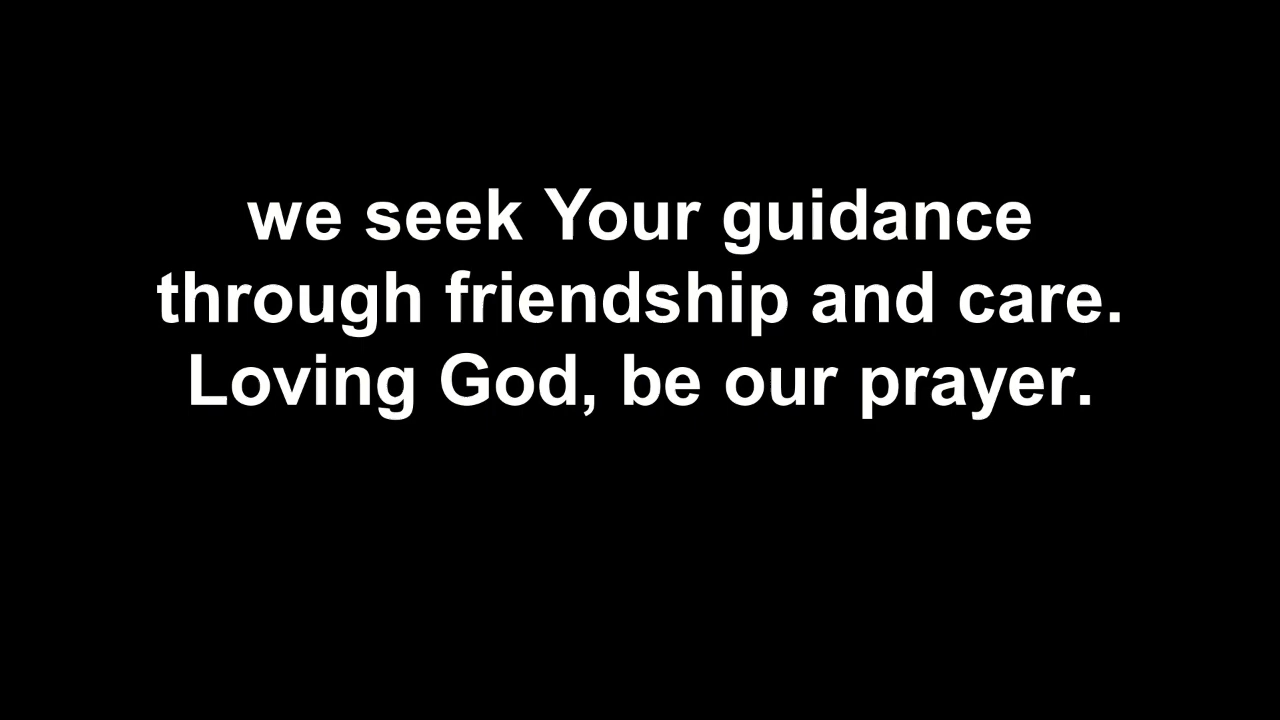 we seek Your guidance
through friendship and care.
Loving God, be our prayer.